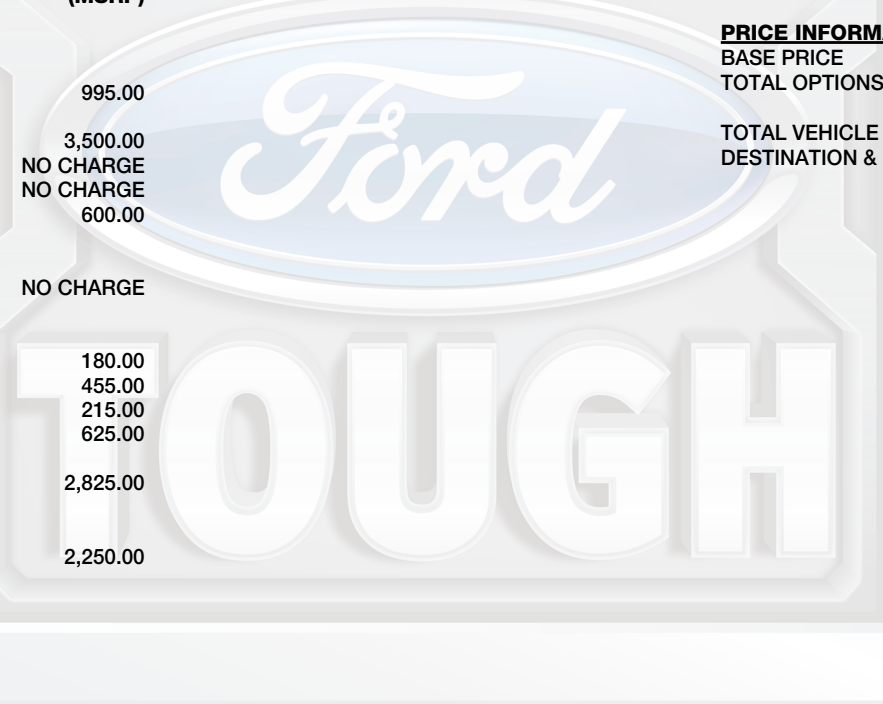 (MSRP)
995.00
3,500.00
NO CHARGE
NO CHARGE
600.00
NO CHARGE
180.00
455.00
215.00
625.00
2,825.00
2,250.00
PRICE INFORM
BASE PRICE
TOTAL OPTIONS
TOTAL VEHICLE
DESTINATION &
Ford
TOUGH